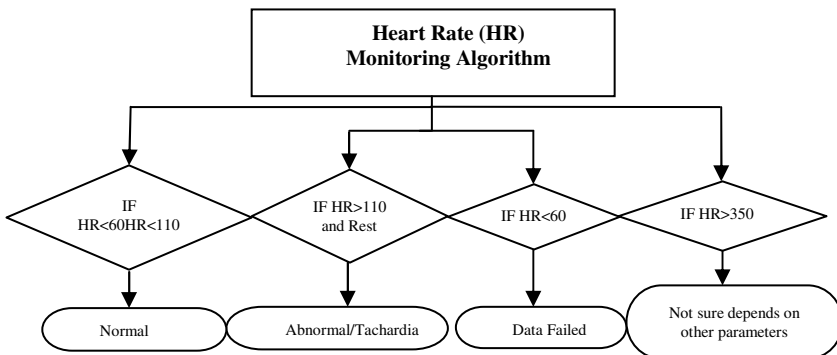 Heart Rate (HR)
Monitoring Algorithm
IF
HR<60HR<110
IF HR>110
and Rest
IF HR<60
IF HR>350
Normal
Abnormal/Tachardia
Data Failed
Not sure depends on
other parameters